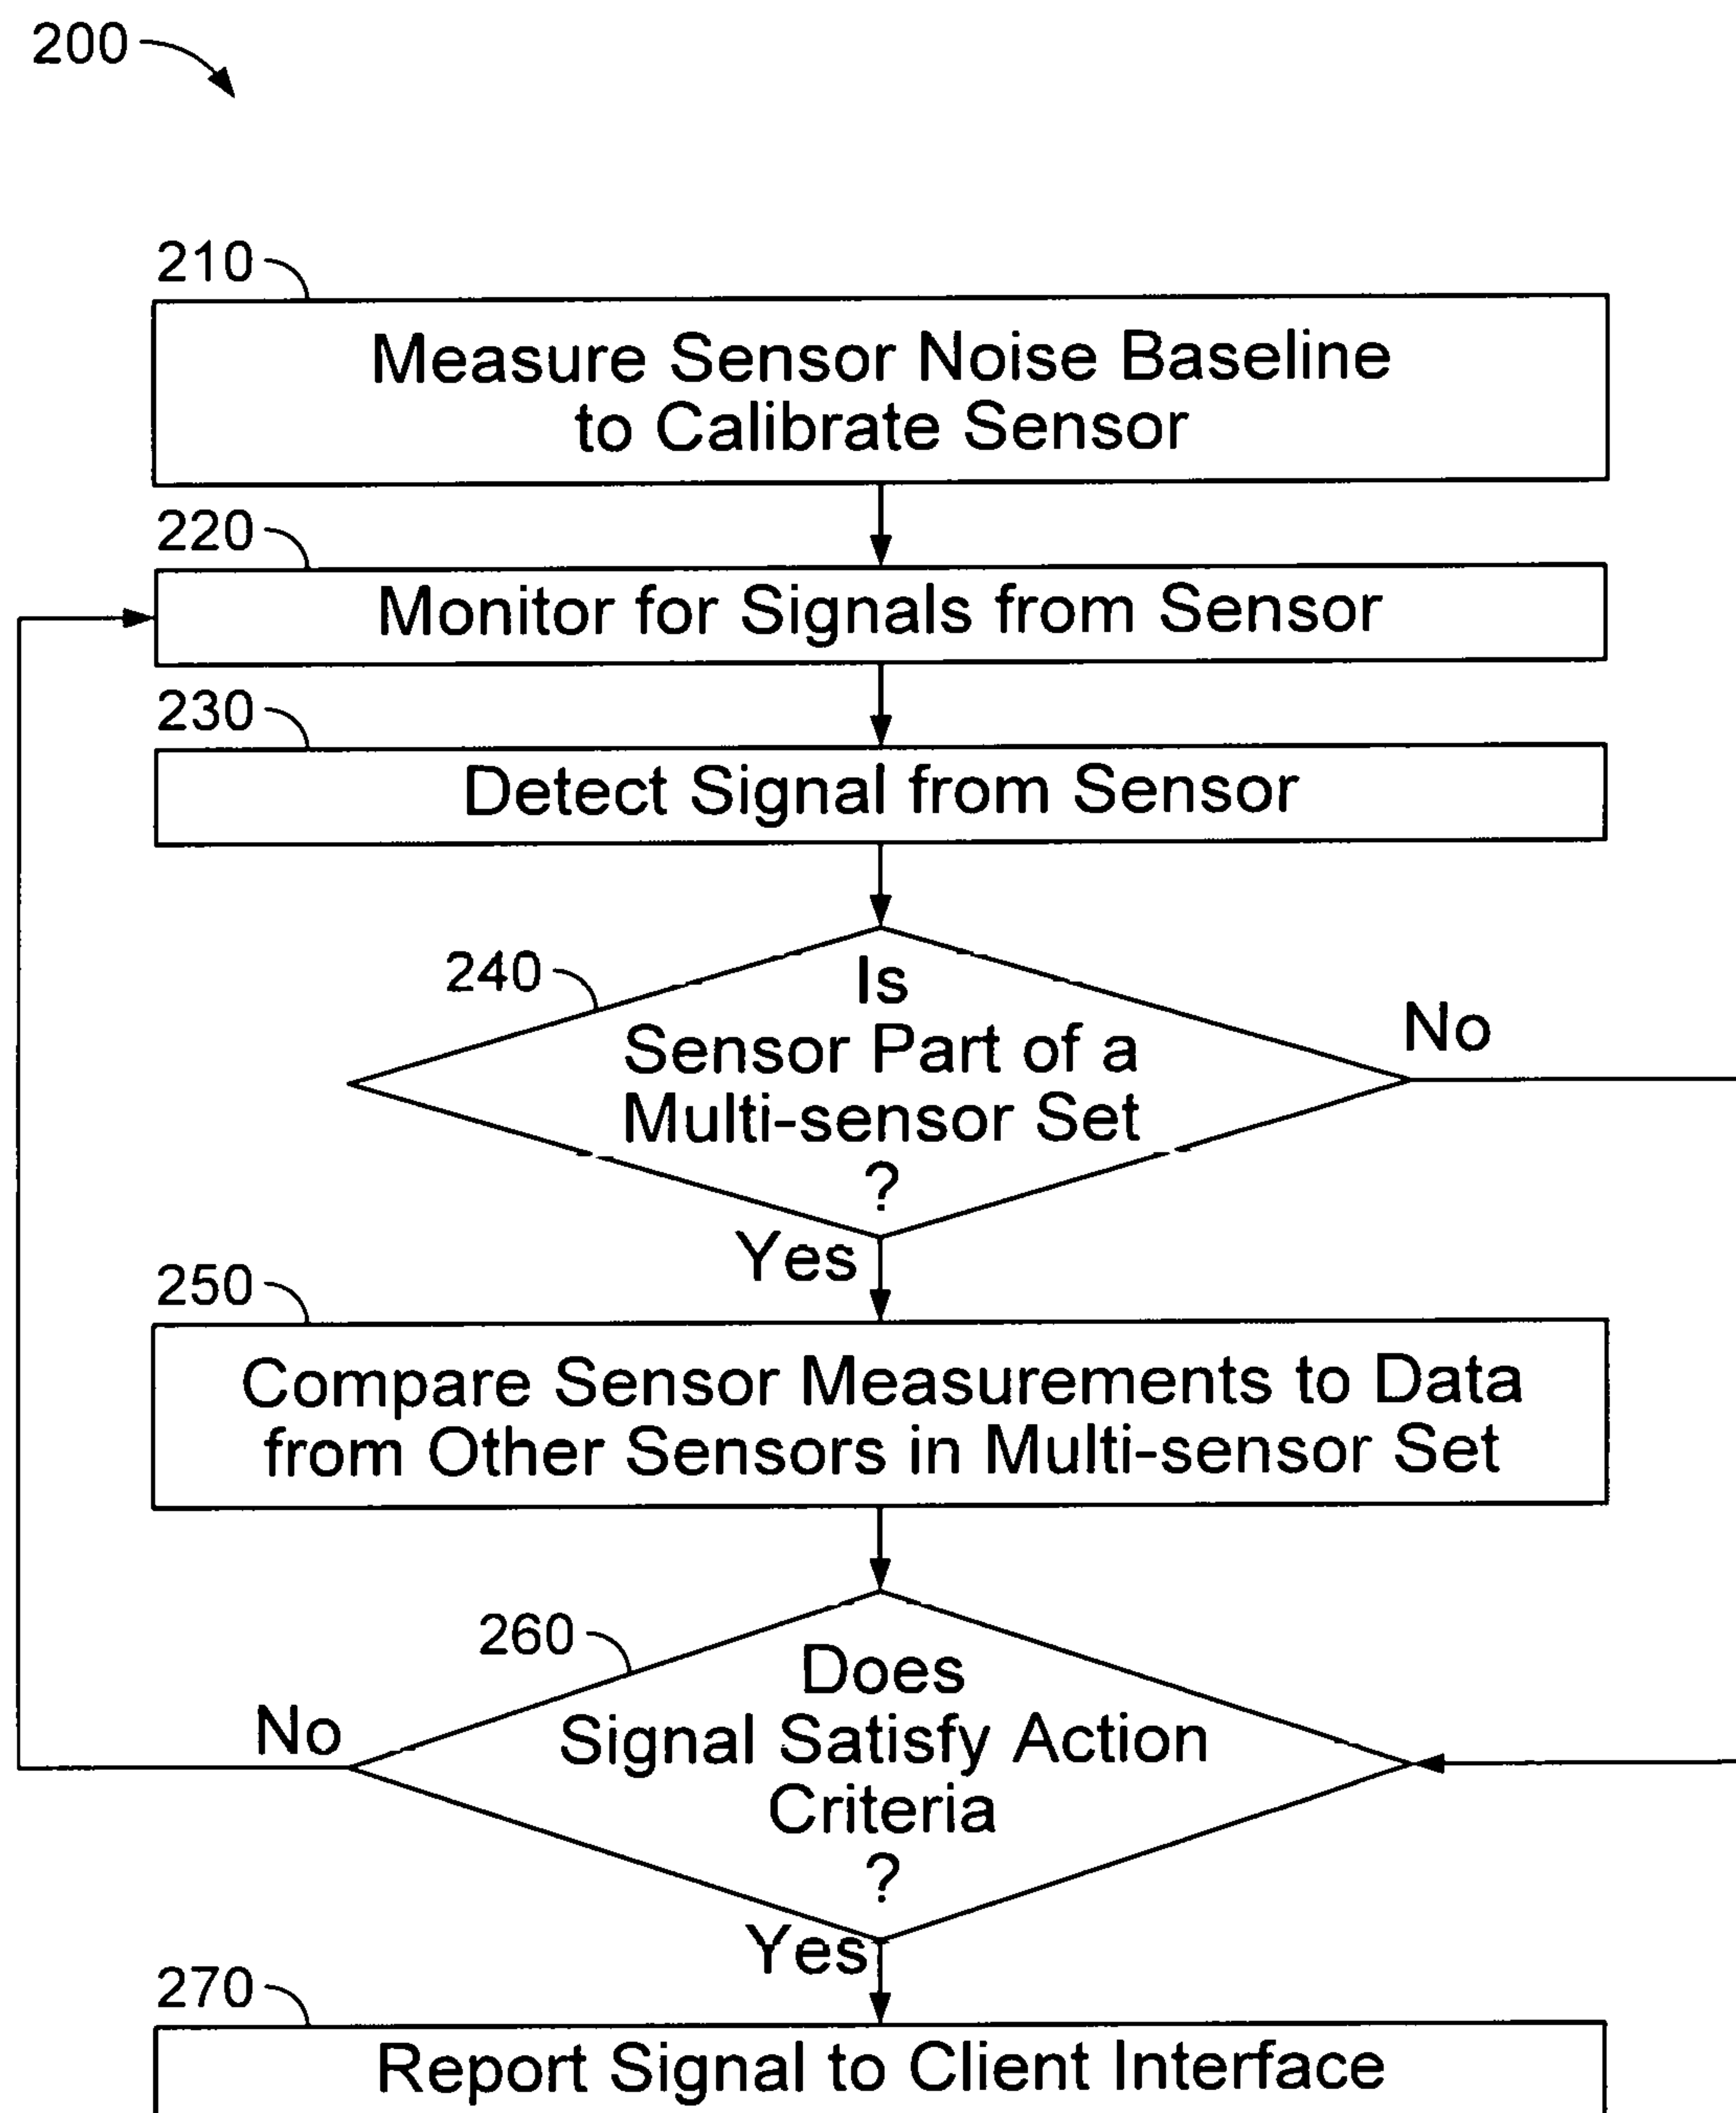 200
210
Measure Sensor Noise Baseline
to Calibrate Sensor
220
Monitor for Signals from Sensor
230
Detect Signal from Sensor
240
Is
Sensor Part of a
Multi-sensor Set
?
No
Yes
250
Compare Sensor Measurements to Data
from Other Sensors in Multi-sensor Set
260
Does
Signal Satisfy Action
Criteria
?
No
Yes
270
Report Signal to Client Interface